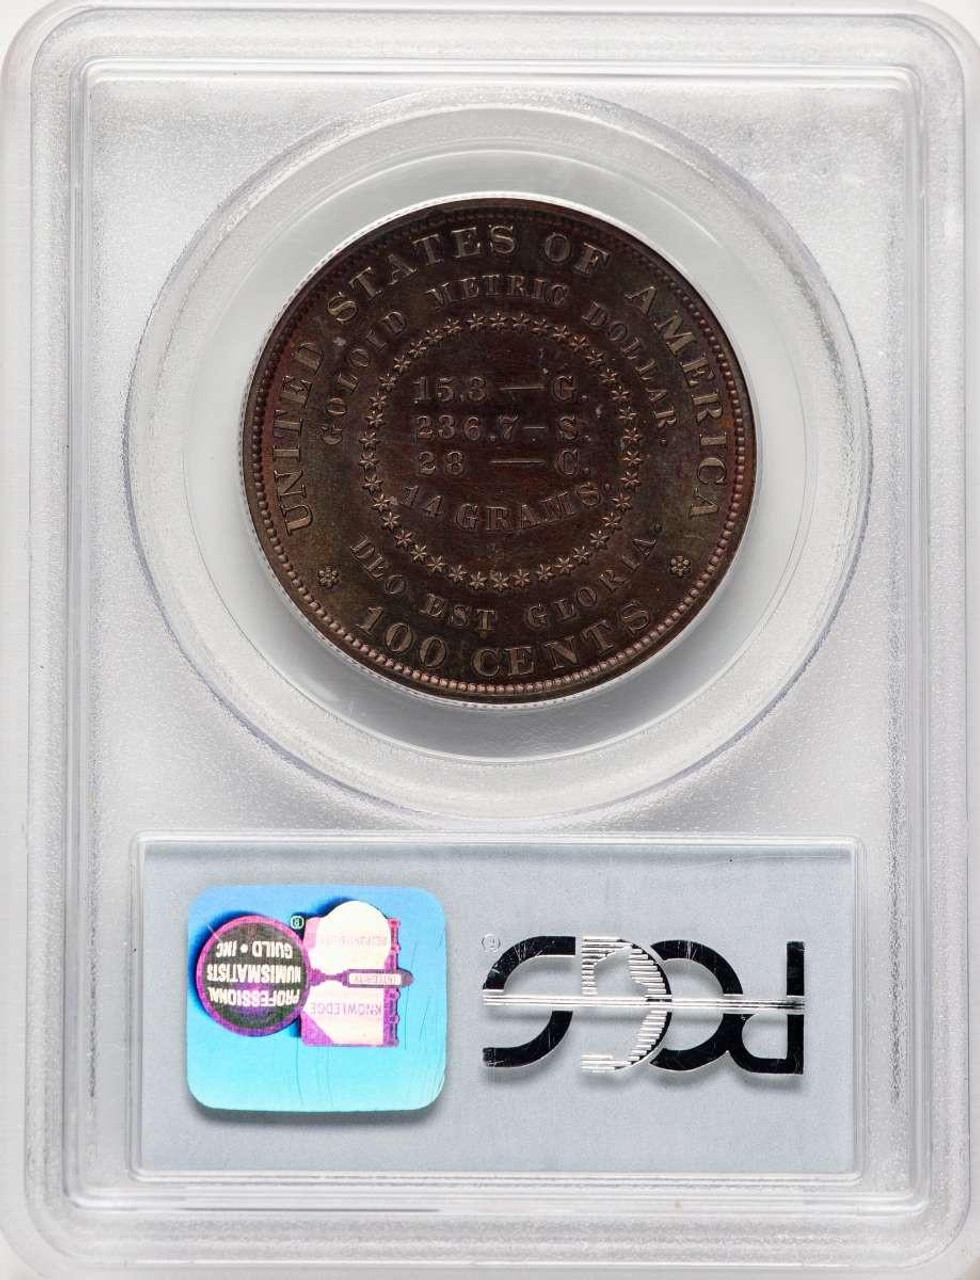 UNITED STATES OF AMERICA
GOLOID METRIC DOLLAR.
15.3 — G.
236.7 — S.
28 — C.
14 GRAMS.
DEO EST GLORIA.
100 CENTS
PROFESSIONAL
NUMISMATISTS
GUILD • INC
®
INTEGRITY
KNOWLEDGE
PCGS
®